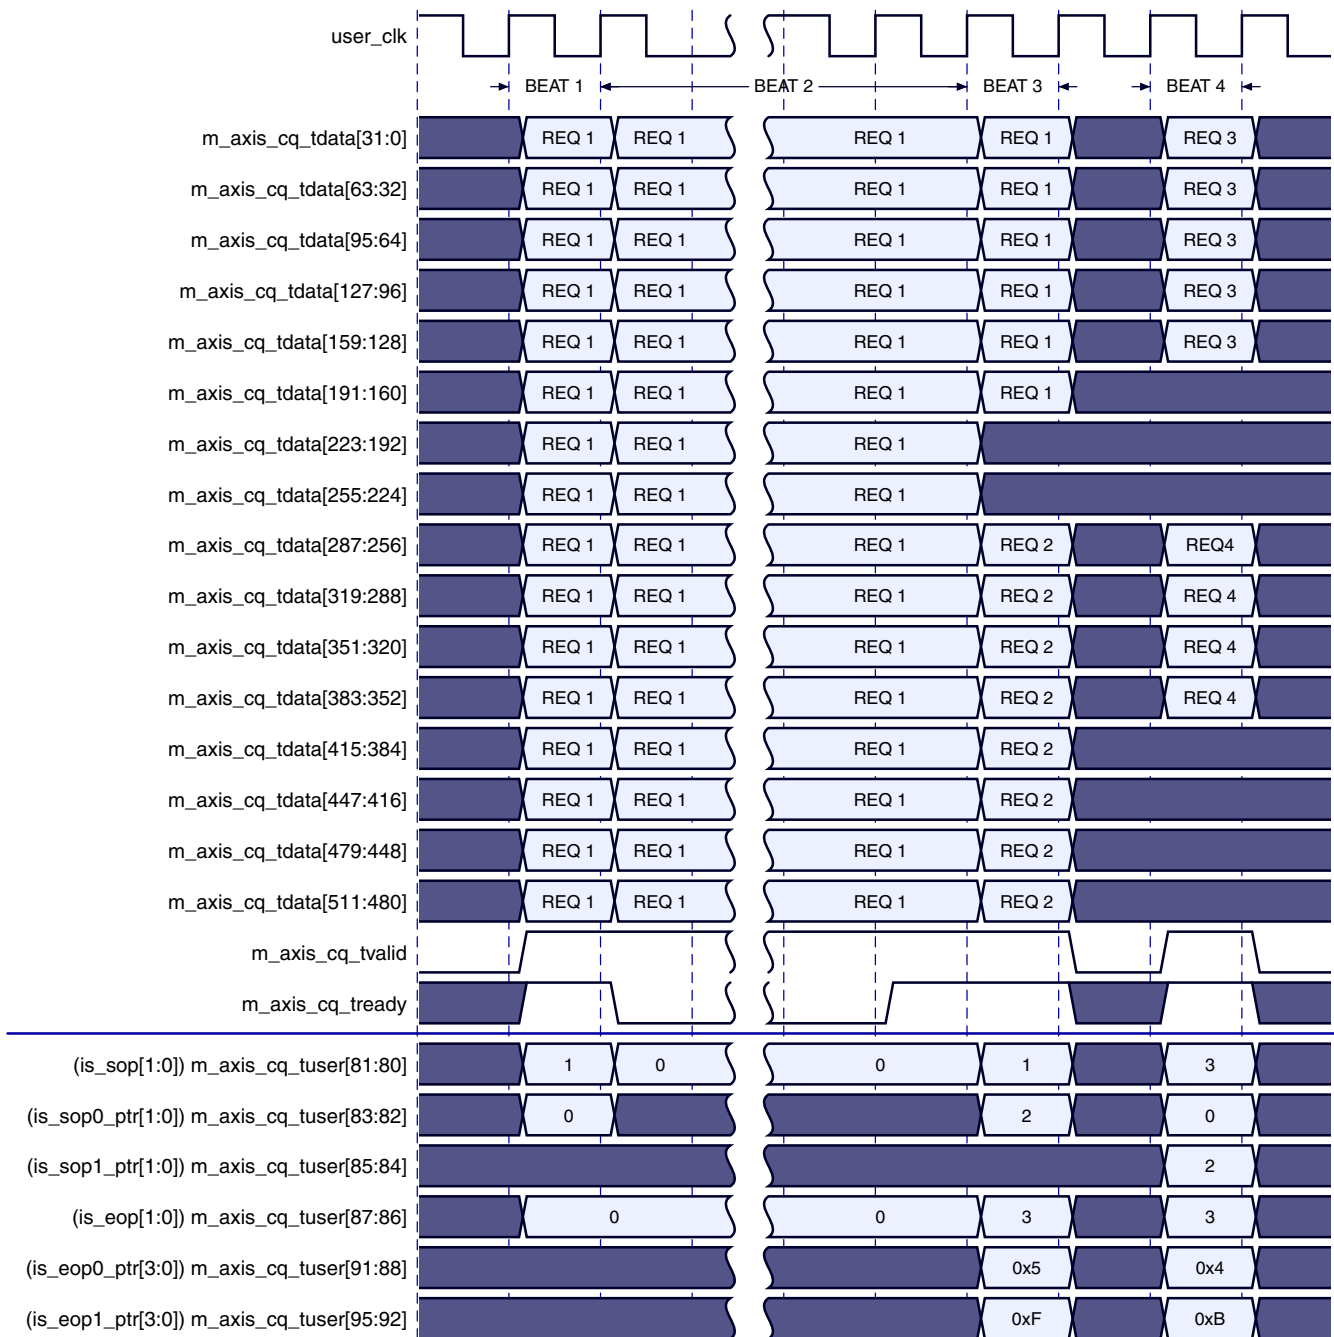 user_clk
BEAT 1 BEAT 2 BEAT 3 BEAT 4
m_axis_cq_tdata[31:0] REQ 1 REQ 1 REQ 1 REQ 1 REQ 3
m_axis_cq_tdata[63:32] REQ 1 REQ 1 REQ 1 REQ 1 REQ 3
m_axis_cq_tdata[95:64] REQ 1 REQ 1 REQ 1 REQ 1 REQ 3
m_axis_cq_tdata[127:96] REQ 1 REQ 1 REQ 1 REQ 1 REQ 3
m_axis_cq_tdata[159:128] REQ 1 REQ 1 REQ 1 REQ 1 REQ 3
m_axis_cq_tdata[191:160] REQ 1 REQ 1 REQ 1 REQ 1
m_axis_cq_tdata[223:192] REQ 1 REQ 1 REQ 1
m_axis_cq_tdata[255:224] REQ 1 REQ 1 REQ 1
m_axis_cq_tdata[287:256] REQ 1 REQ 1 REQ 1 REQ 2 REQ4
m_axis_cq_tdata[319:288] REQ 1 REQ 1 REQ 1 REQ 2 REQ 4
m_axis_cq_tdata[351:320] REQ 1 REQ 1 REQ 1 REQ 2 REQ 4
m_axis_cq_tdata[383:352] REQ 1 REQ 1 REQ 1 REQ 2 REQ 4
m_axis_cq_tdata[415:384] REQ 1 REQ 1 REQ 1 REQ 2
m_axis_cq_tdata[447:416] REQ 1 REQ 1 REQ 1 REQ 2
m_axis_cq_tdata[479:448] REQ 1 REQ 1 REQ 1 REQ 2
m_axis_cq_tdata[511:480] REQ 1 REQ 1 REQ 1 REQ 2
m_axis_cq_tvalid
m_axis_cq_tready
(is_sop[1:0]) m_axis_cq_tuser[81:80] 1 0 0 1 3
(is_sop0_ptr[1:0]) m_axis_cq_tuser[83:82] 0 2 0
(is_sop1_ptr[1:0]) m_axis_cq_tuser[85:84] 2
(is_eop[1:0]) m_axis_cq_tuser[87:86] 0 0 3 3
(is_eop0_ptr[3:0]) m_axis_cq_tuser[91:88] 0x5 0x4
(is_eop1_ptr[3:0]) m_axis_cq_tuser[95:92] 0xF 0xB